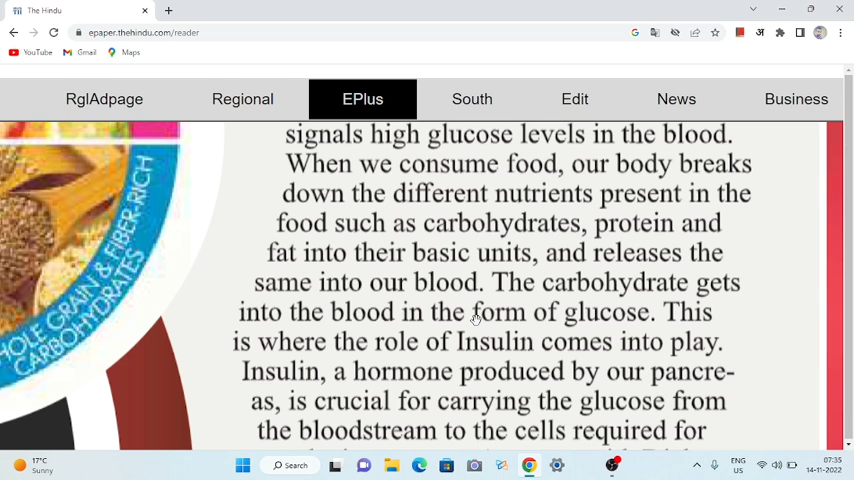 The Hindu
epaper.thehindu.com/reader
YouTube Gmail Maps
RglAdpage Regional EPlus South Edit News Business
signals high glucose levels in the blood.
When we consume food, our body breaks
down the different nutrients present in the
food such as carbohydrates, protein and
fat into their basic units, and releases the
same into our blood. The carbohydrate gets
into the blood in the form of glucose. This
is where the role of Insulin comes into play.
Insulin, a hormone produced by our pancre-
as, is crucial for carrying the glucose from
the bloodstream to the cells required for
HOLE GRAIN & FIBER-RICH
CARBOHYDRATES
17°C
Sunny
Search
ENG
US
07:35
14-11-2022